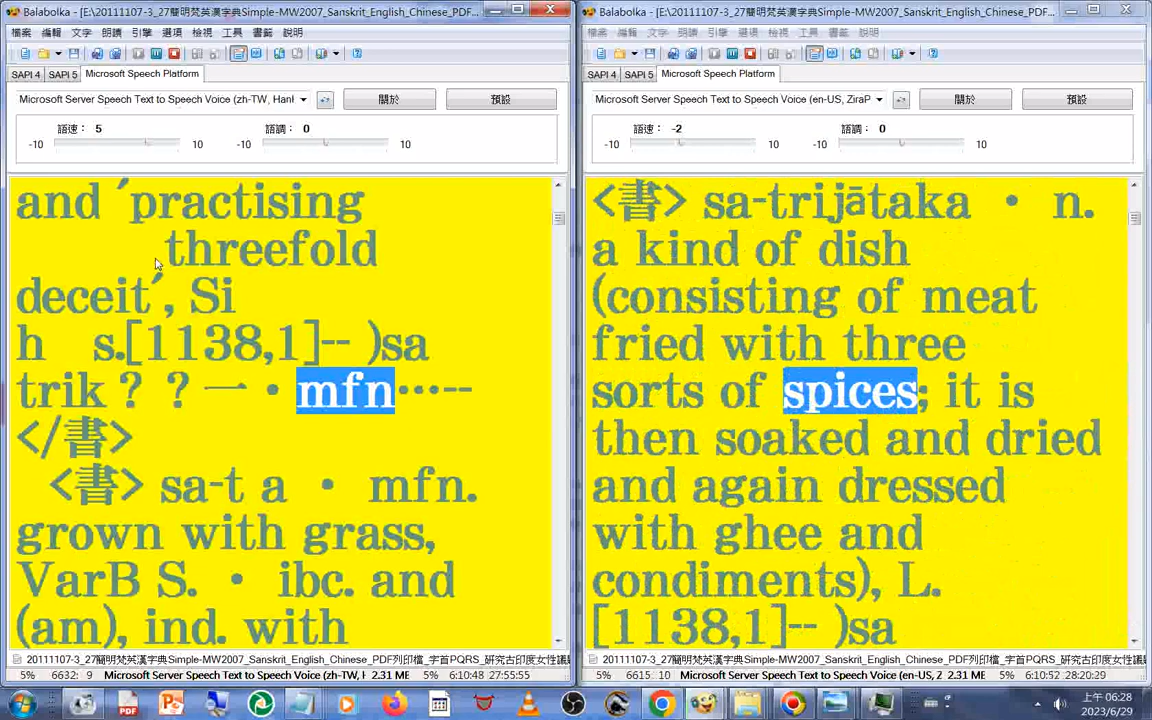 Balabolka - [E:\20111107-3_27簡明梵英漢字典Simple-MW2007_Sanskrit_English_Chinese_PDF...
檔案 編輯 文字 朗讀 引擎 選項 檢視 工具 書籤 說明
SAPI 4 SAPI 5 Microsoft Speech Platform
Microsoft Server Speech Text to Speech Voice (zh-TW, Hanl
關於 預設
語速: 5 語調: 0
-10 10 -10 10
and ´practising
threefold
deceit´, Si
h s.[1138,1]-- )sa
trik？？一・mfn…--
</書>
<書> sa-t a ・ mfn.
grown with grass,
VarB S. ・ ibc. and
(am), ind. with
20111107-3_27簡明梵英漢字典Simple-MW2007_Sanskrit_English_Chinese_PDF列印檔_字首PQRS_研究古印度女性議題
5% 6632: 9 Microsoft Server Speech Text to Speech Voice (zh-TW, H 2.31 ME 5% 6:10:48 27:55:55
Balabolka - [E:\20111107-3_27簡明梵英漢字典Simple-MW2007_Sanskrit_English_Chinese_PDF...
檔案 編輯 文字 朗讀 引擎 選項 檢視 工具 書籤 說明
SAPI 4 SAPI 5 Microsoft Speech Platform
Microsoft Server Speech Text to Speech Voice (en-US, ZiraP
關於 預設
語速: -2 語調: 0
-10 10 -10 10
<書> sa-trijātaka ・ n.
a kind of dish
(consisting of meat
fried with three
sorts of spices; it is
then soaked and dried
and again dressed
with ghee and
condiments), L.
[1138,1]-- )sa
20111107-3_27簡明梵英漢字典Simple-MW2007_Sanskrit_English_Chinese_PDF列印檔_字首PQRS_研究古印度女性議題
5% 6615: 10 Microsoft Server Speech Text to Speech Voice (en-US, Z 2.31 ME 5% 6:10:52 28:20:29
PDF
上午 06:28
2023/6/29